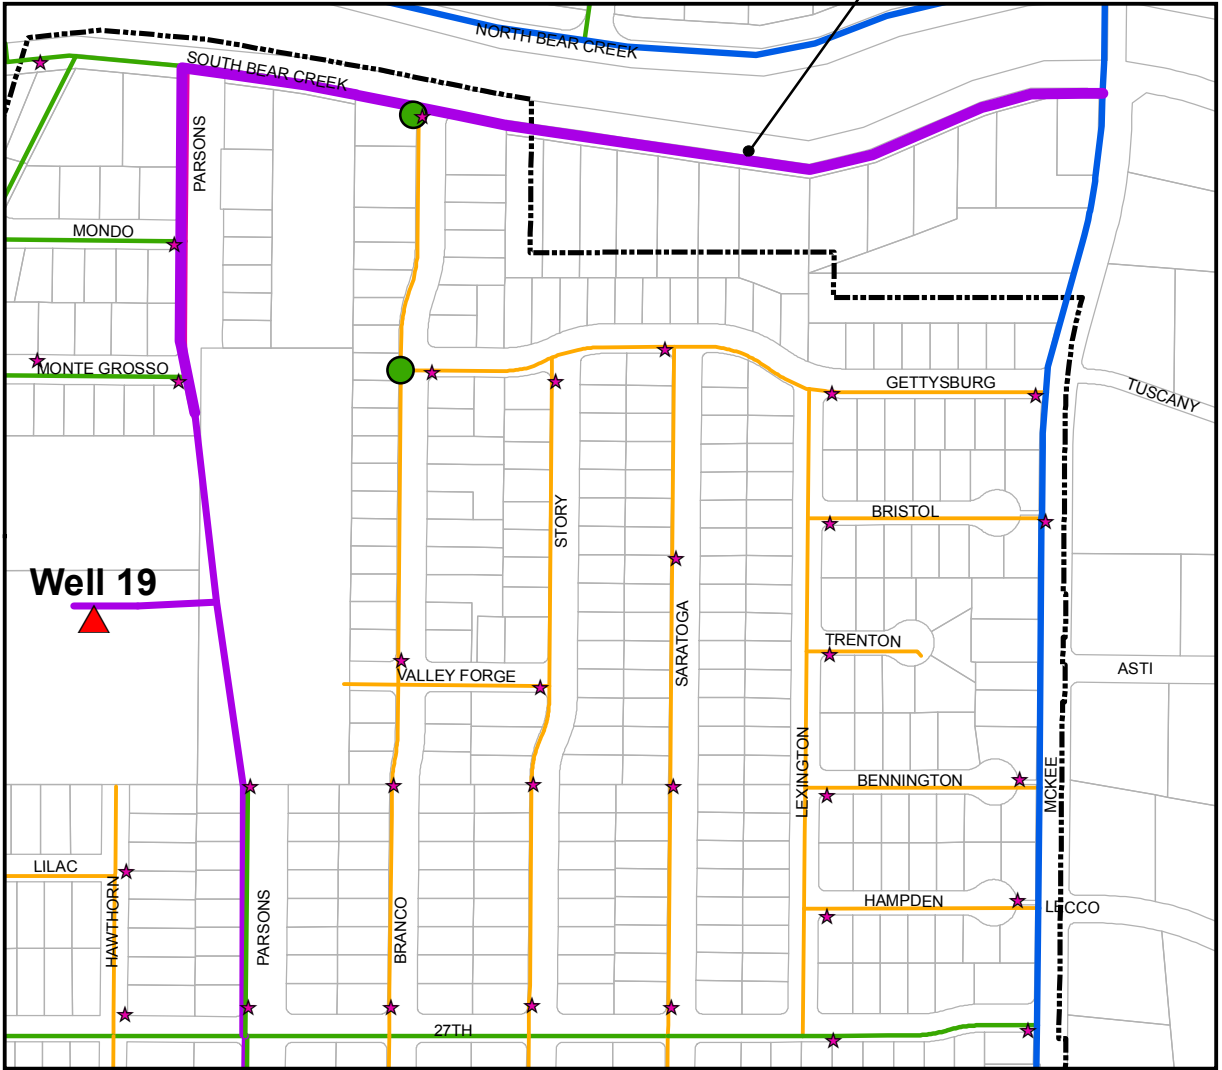 NORTH BEAR CREEK
SOUTH BEAR CREEK
PARSONS
MONDO
MONTE GROSSO
GETTYSBURG
TUSCANY
STORY
BRISTOL
Well 19
SARATOGA
TRENTON
ASTI
VALLEY FORGE
LEXINGTON
BENNINGTON
MCKEE
LILAC
HAWTHORN
PARSONS
BRANCO
HAMPDEN
LECCO
27TH